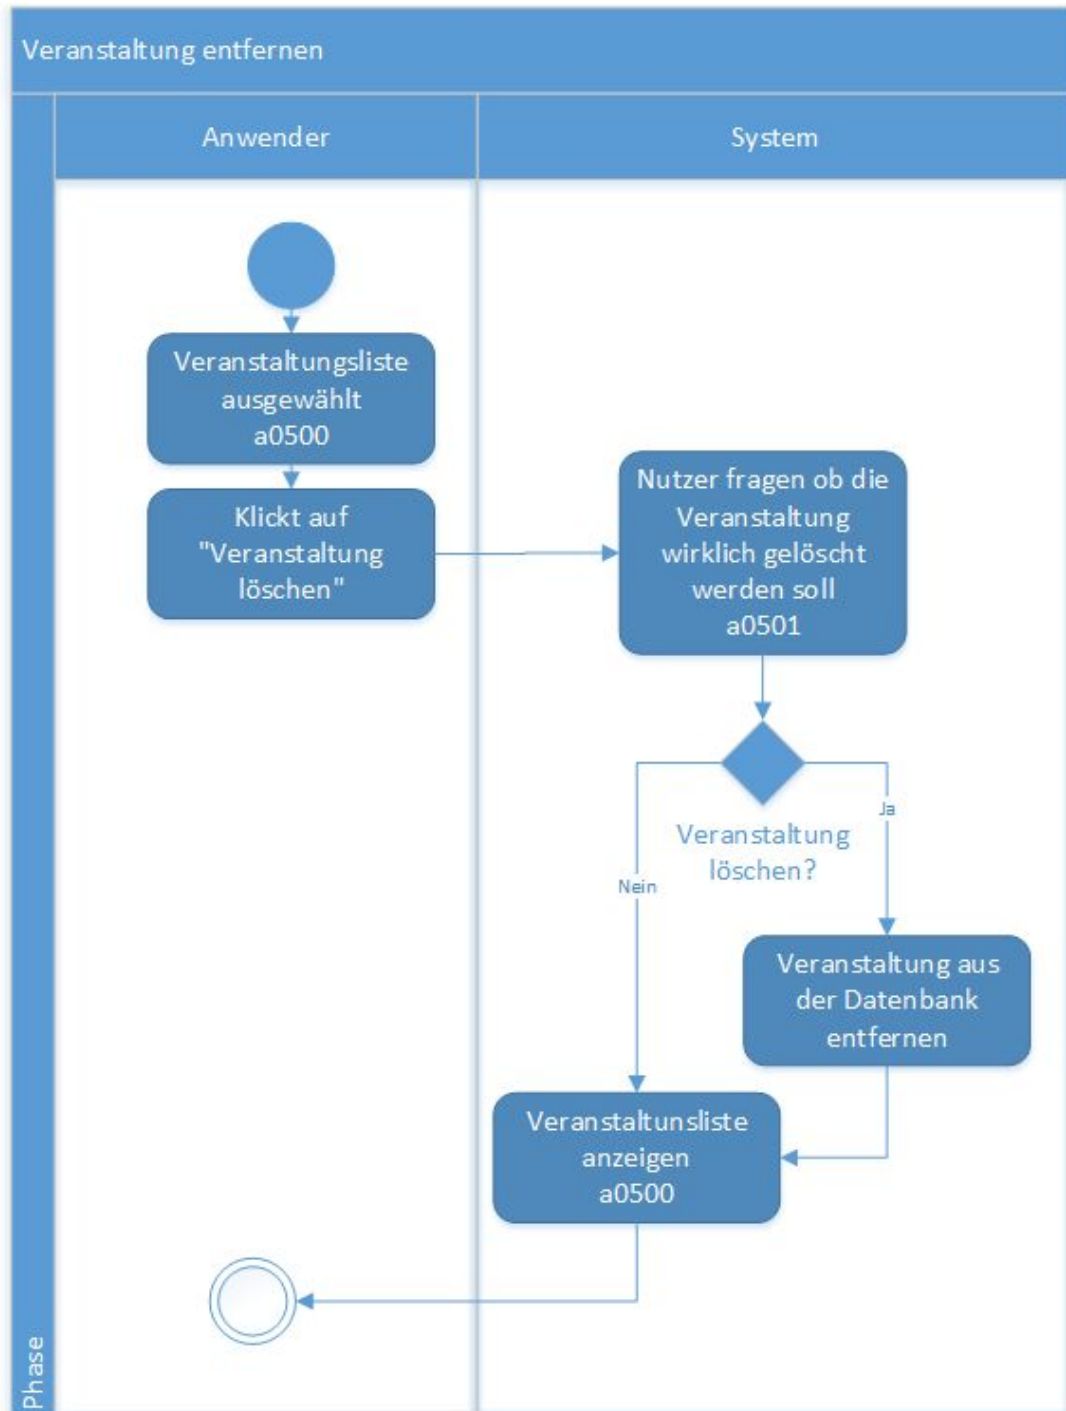 Veranstaltung entfernen
Anwender
System
Veranstaltungsliste
ausgewählt
a0500
Klickt auf
"Veranstaltung
löschen"
Nutzer fragen ob die
Veranstaltung
wirklich gelöscht
werden soll
a0501
Veranstaltung
löschen?
Ja
Nein
Veranstaltung aus
der Datenbank
entfernen
Veranstaltunsliste
anzeigen
a0500
Phase